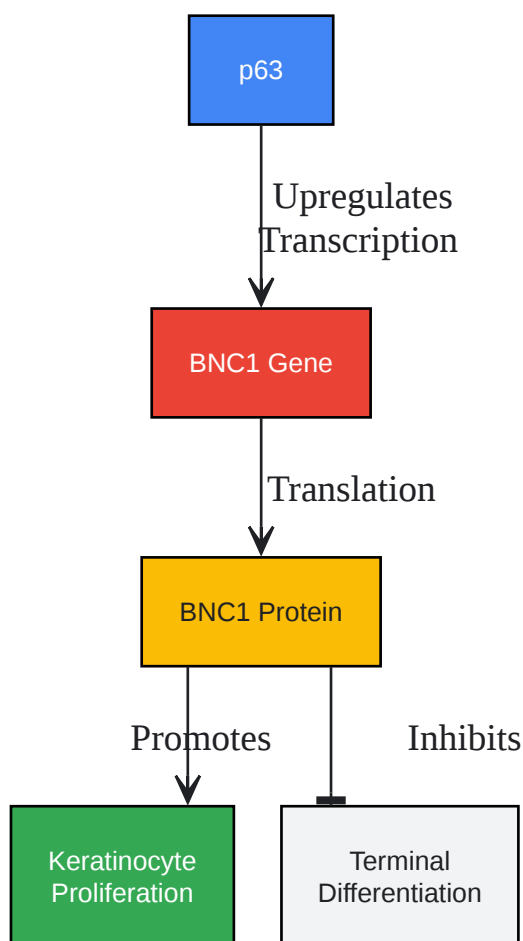 p63
Upregulates
Transcription
BNC1 Gene
Translation
BNC1 Protein
Promotes
Inhibits
Keratinocyte
Proliferation
Terminal
Differentiation